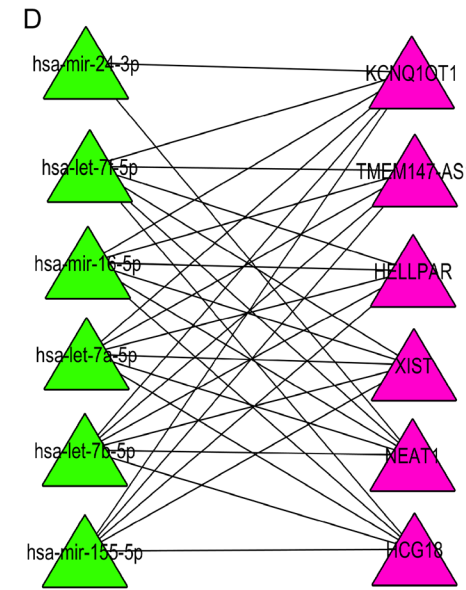 D
hsa-mir-24-3p
KCNQ1OT1
hsa-let-7f-5p
TMEM147-AS
hsa-mir-16-5p
HELLPAR
hsa-let-7a-5p
XIST
hsa-let-7b-5p
NEAT1
hsa-mir-155-5p
HCG18